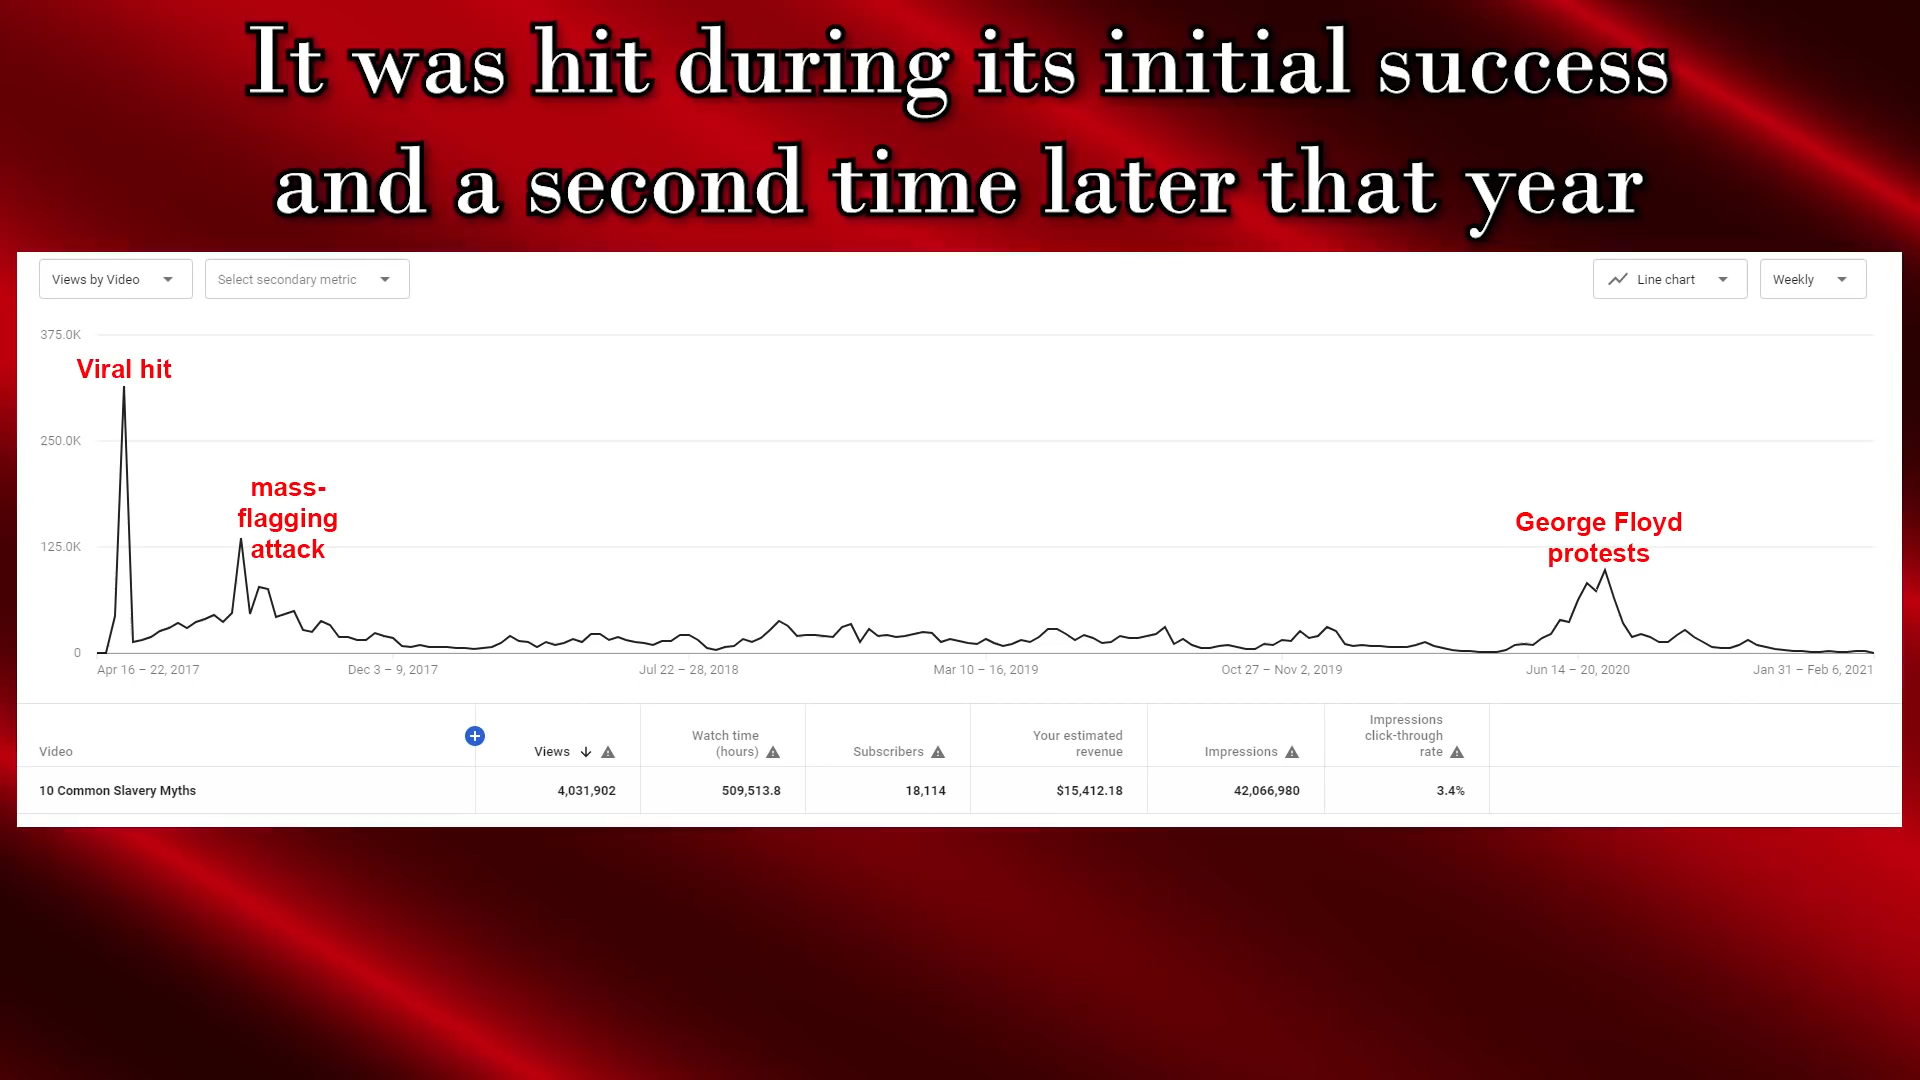 It was hit during its initial success
and a second time later that year
Views by Video
Select secondary metric
Line chart
Weekly
375.0K
Viral hit
250.0K
mass-
flagging
attack
George Floyd
protests
125.0K
0
Apr 16 – 22, 2017
Dec 3 – 9, 2017
Jul 22 – 28, 2018
Mar 10 – 16, 2019
Oct 27 – Nov 2, 2019
Jun 14 – 20, 2020
Jan 31 – Feb 6, 2021
Video
Views
Watch time
(hours)
Subscribers
Your estimated
revenue
Impressions
Impressions
click-through
rate
10 Common Slavery Myths
4,031,902
509,513.8
18,114
$15,412.18
42,066,980
3.4%